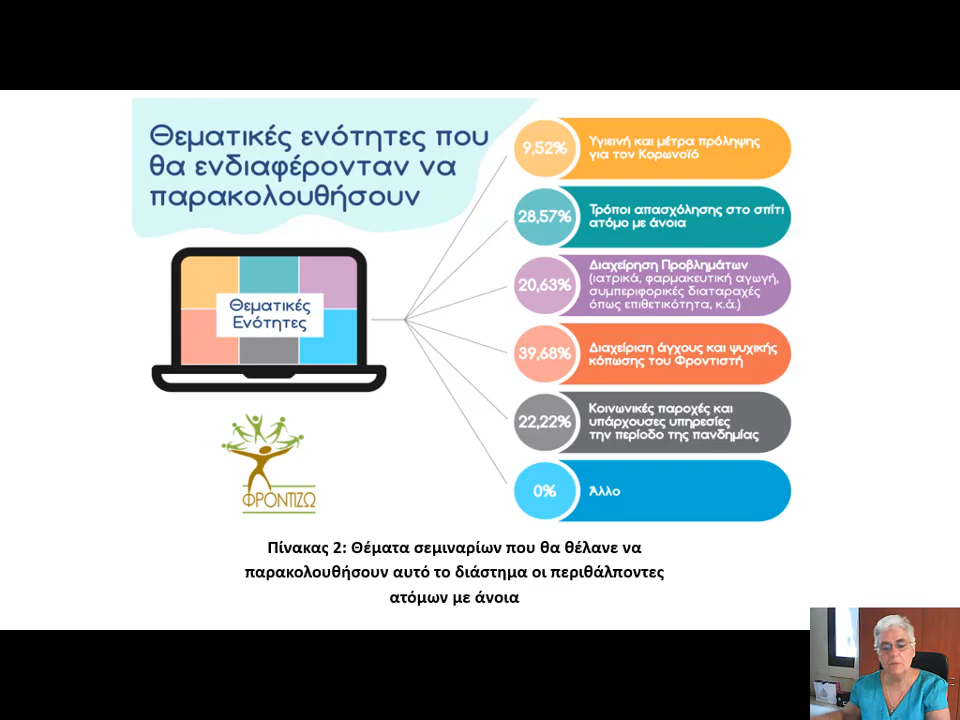 Θεματικές ενότητες που
θα ενδιαφέρονταν να
παρακολουθήσουν
Θεματικές
Ενότητες
9,52%
Υγιεινή και μέτρα πρόληψης
για τον Κορωνοϊό
28,57%
Τρόποι απασχόλησης στο σπίτι
ατόμο με άνοια
20,63%
Διαχείρηση Προβλημάτων
(ιατρικά, φαρμακευτική αγωγή,
συμπεριφορικές διαταραχές
όπως επιθετικότητα, κ.ά.)
39,68%
Διαχείριση άγχους και ψυχικής
κόπωσης του Φροντιστή
22,22%
Κοινωνικές παροχές και
υπάρχουσες υπηρεσίες
την περίοδο της πανδημίας
0%
Άλλο
ΦΡΟΝΤΙΖΩ
Πίνακας 2: Θέματα σεμιναρίων που θα θέλανε να
παρακολουθήσουν αυτό το διάστημα οι περιθάλποντες
ατόμων με άνοια